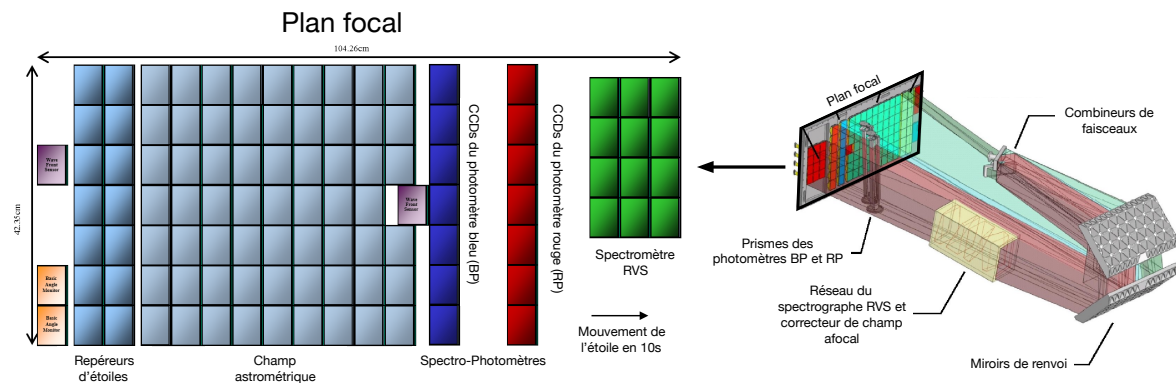 Plan focal
104.26cm
42.35cm
Wave
Front
Sensor
Wave
Front
Sensor
Basic
Angle
Monitor
Basic
Angle
Monitor
CCDs du photomètre bleu (BP)
CCDs du photomètre rouge (RP)
Spectromètre
RVS
Mouvement de
l'étoile en 10s
Repéreurs
d'étoiles
Champ
astrométrique
Spectro-Photomètres
Plan focal
Combineurs de
faisceaux
Prismes des
photomètres BP et RP
Réseau du
spectrographe RVS et
correcteur de champ
afocal
Miroirs de renvoi